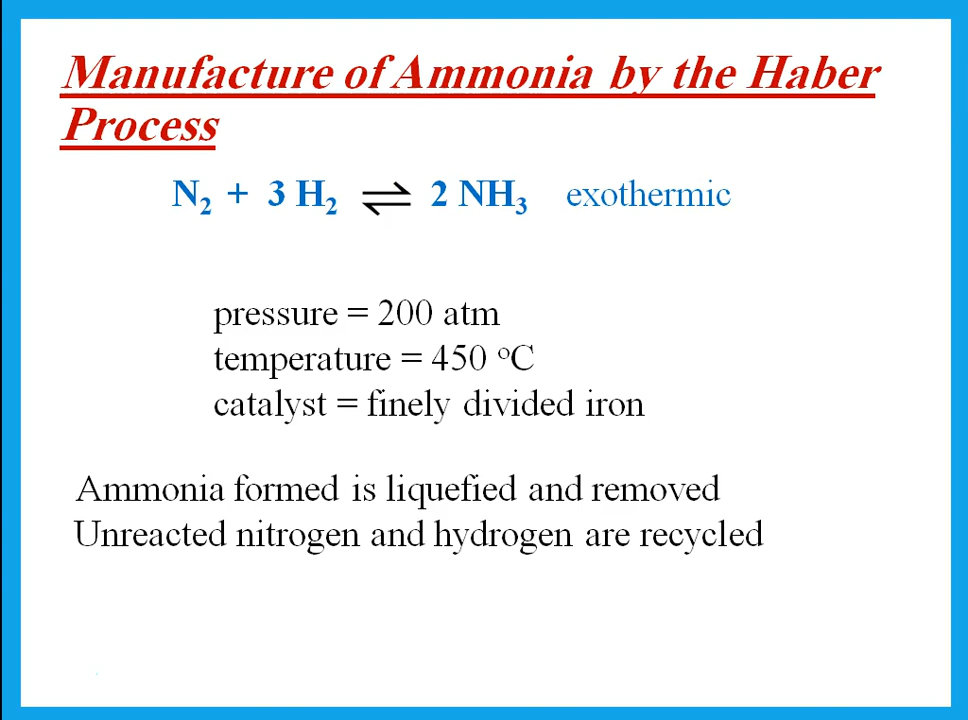 Manufacture of Ammonia by the Haber
Process
N₂ + 3 H₂ ⇌ 2 NH₃ exothermic
pressure = 200 atm
temperature = 450 °C
catalyst = finely divided iron
Ammonia formed is liquefied and removed
Unreacted nitrogen and hydrogen are recycled